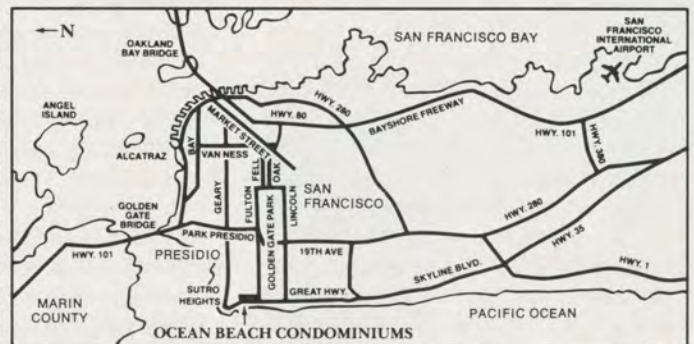 ←N
OAKLAND
BAY BRIDGE
SAN FRANCISCO BAY
SAN
FRANCISCO
INTERNATIONAL
AIRPORT
ANGEL
ISLAND
ALCATRAZ
BAY
MARKET STREET
VAN NESS
HWY. 80
HWY. 280
BAYSHORE FREEWAY
HWY. 101
HWY. 380
GOLDEN
GATE
BRIDGE
GEARY
FULTON
FELL
OAK
LINCOLN
SAN
FRANCISCO
GOLDEN GATE PARK
PARK PRESIDIO
PRESIDIO
19TH AVE
HWY. 280
HWY. 35
SKYLINE BLVD.
HWY. 1
HWY. 101
MARIN
COUNTY
SUTRO
HEIGHTS
GREAT HWY.
PACIFIC OCEAN
OCEAN BEACH CONDOMINIUMS